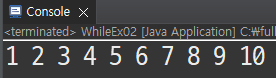 Console
<terminated> WhileEx02 [Java Application] C:₩full
1 2 3 4 5 6 7 8 9 10